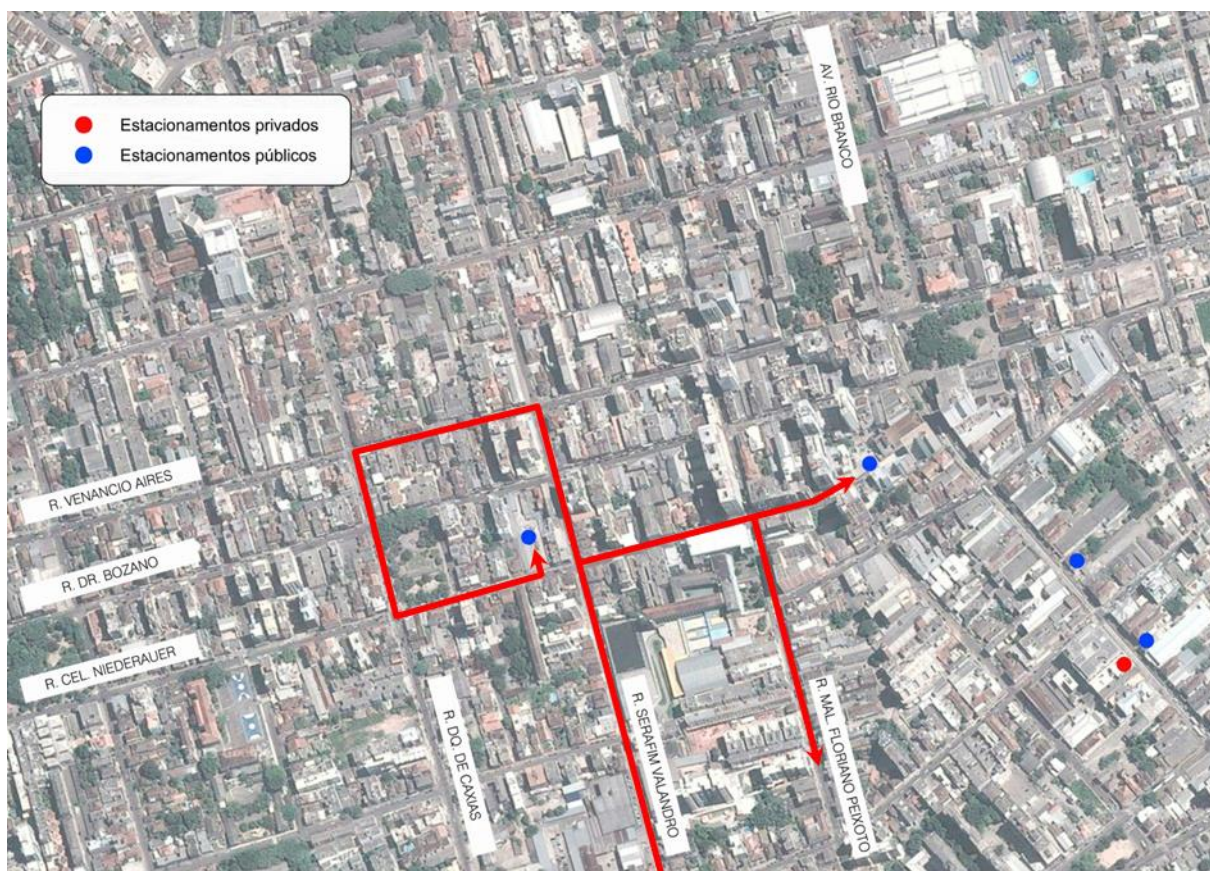 Estacionamentos privados
Estacionamentos públicos
AV. RIO BRANCO
R. VENANCIO AIRES
R. DR. BOZANO
R. CEL. NIEDERAUER
R. DQ. DE CAXIAS
R. SERAFIM VALANDRO
R. MAL. FLORIANO PEIXOTO